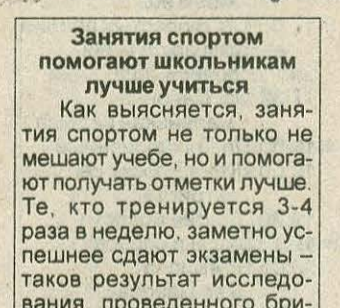 Занятия спортом
помогают школьникам
лучше учиться
Как выясняется, заня-
тия спортом не только не
мешают учебе, но и помога-
ют получать отметки лучше.
Те, кто тренируется 3-4
раза в неделю, заметно ус-
пешнее сдают экзамены –
таков результат исследо-
вания, проведенного бри-